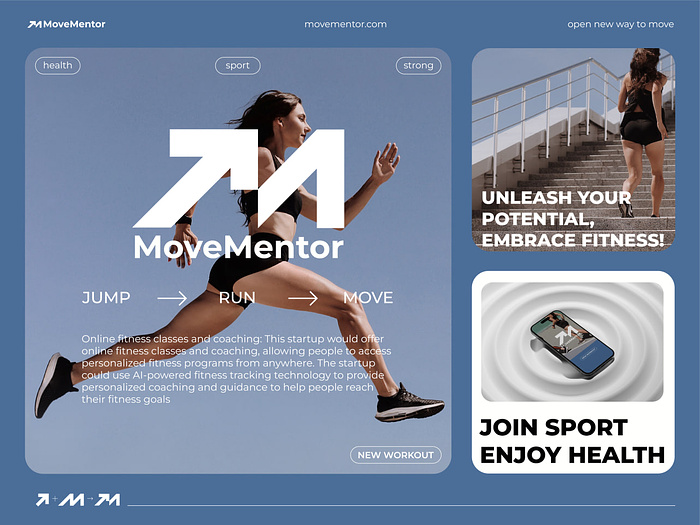 MoveMentor
movementor.com
open new way to move
health
sport
strong
MoveMentor
JUMP → RUN → MOVE
Online fitness classes and coaching: This startup would offer
online fitness classes and coaching, allowing people to access
personalized fitness programs from anywhere. The startup
could use AI-powered fitness tracking technology to provide
personalized coaching and guidance to help people reach
their fitness goals
NEW WORKOUT
UNLEASH YOUR
POTENTIAL,
EMBRACE FITNESS!
JOIN SPORT
ENJOY HEALTH